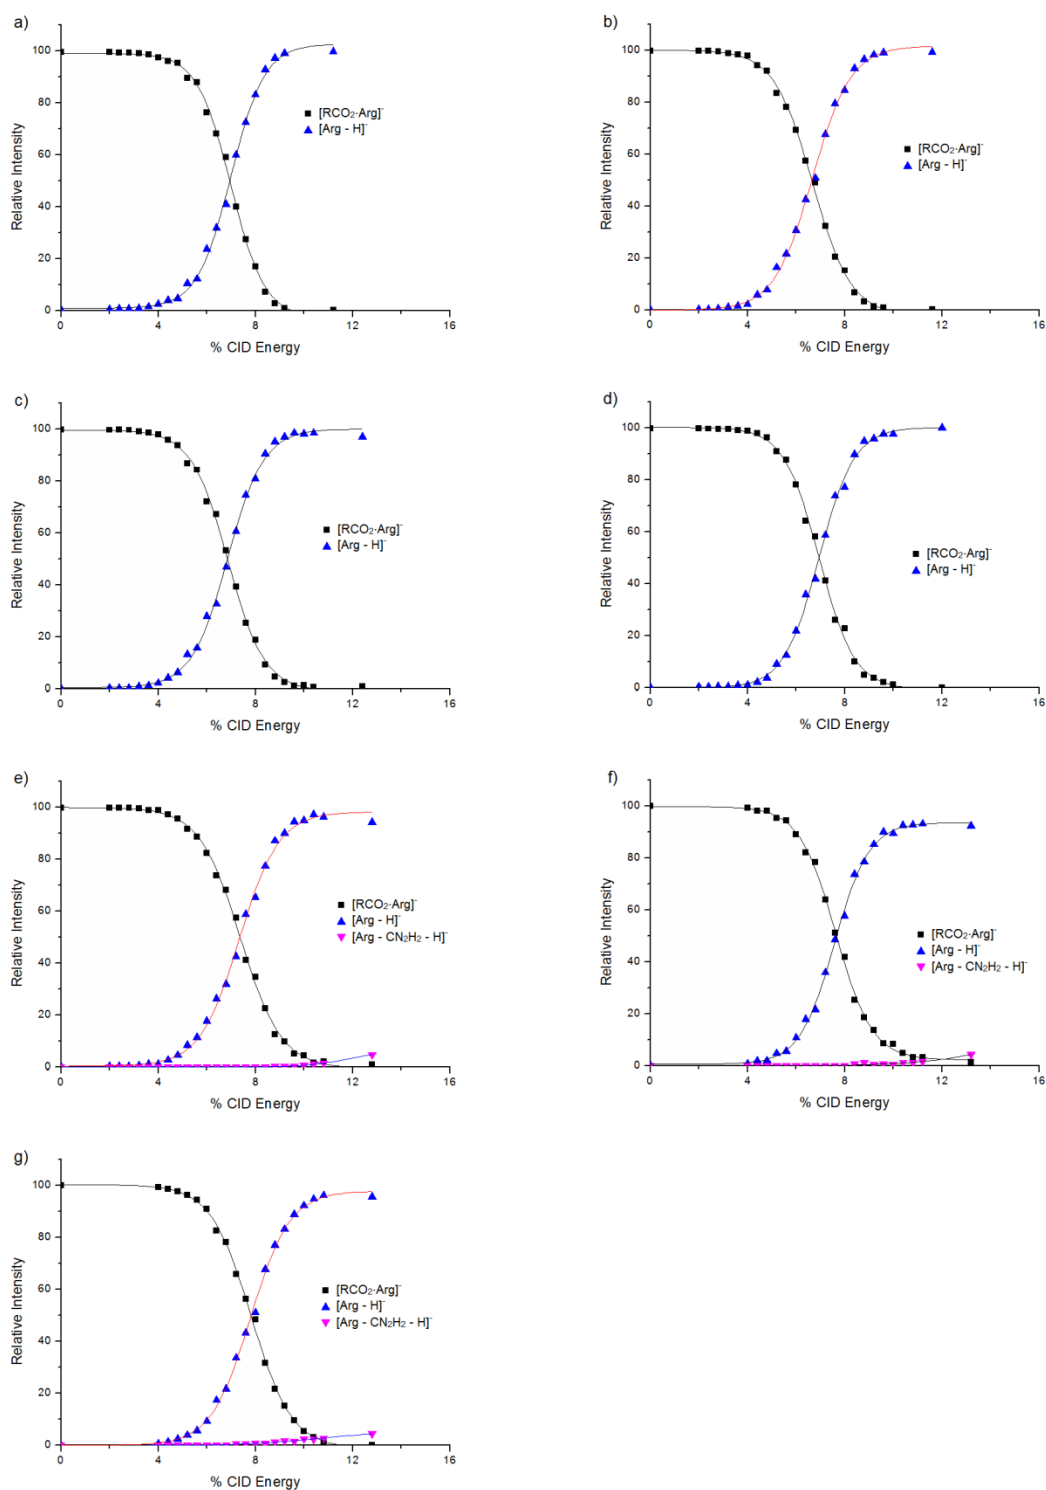 a)
100
80
60
40
20
0
Relative Intensity
[RCO₂·Arg]⁻
[Arg - H]⁻
0 4 8 12 16
% CID Energy
b)
100
80
60
40
20
0
Relative Intensity
[RCO₂·Arg]⁻
[Arg - H]⁻
0 4 8 12 16
% CID Energy
c)
100
80
60
40
20
0
Relative Intensity
[RCO₂·Arg]⁻
[Arg - H]⁻
0 4 8 12 16
% CID Energy
d)
100
80
60
40
20
0
Relative Intensity
[RCO₂·Arg]⁻
[Arg - H]⁻
0 4 8 12 16
% CID Energy
e)
100
80
60
40
20
0
Relative Intensity
[RCO₂·Arg]⁻
[Arg - H]⁻
[Arg - CN₂H₂ - H]⁻
0 4 8 12 16
% CID Energy
f)
100
80
60
40
20
0
Relative Intensity
[RCO₂·Arg]⁻
[Arg - H]⁻
[Arg - CN₂H₂ - H]⁻
0 4 8 12 16
% CID Energy
g)
100
80
60
40
20
0
Relative Intensity
[RCO₂·Arg]⁻
[Arg - H]⁻
[Arg - CN₂H₂ - H]⁻
0 4 8 12 16
% CID Energy